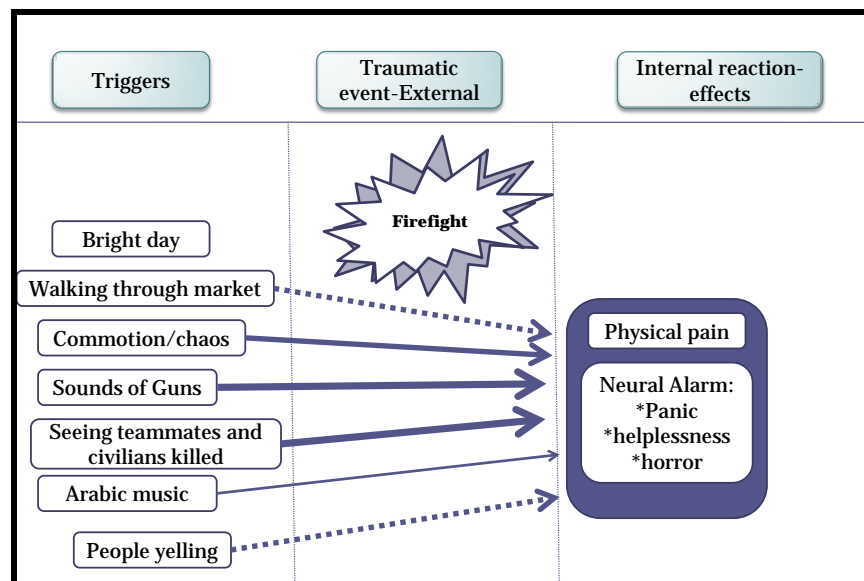 Triggers
Traumatic
event-External
Internal reaction-
effects
Firefight
Bright day
Walking through market
Commotion/chaos
Sounds of Guns
Seeing teammates and
civilians killed
Arabic music
People yelling
Physical pain
Neural Alarm:
*Panic
*helplessness
*horror